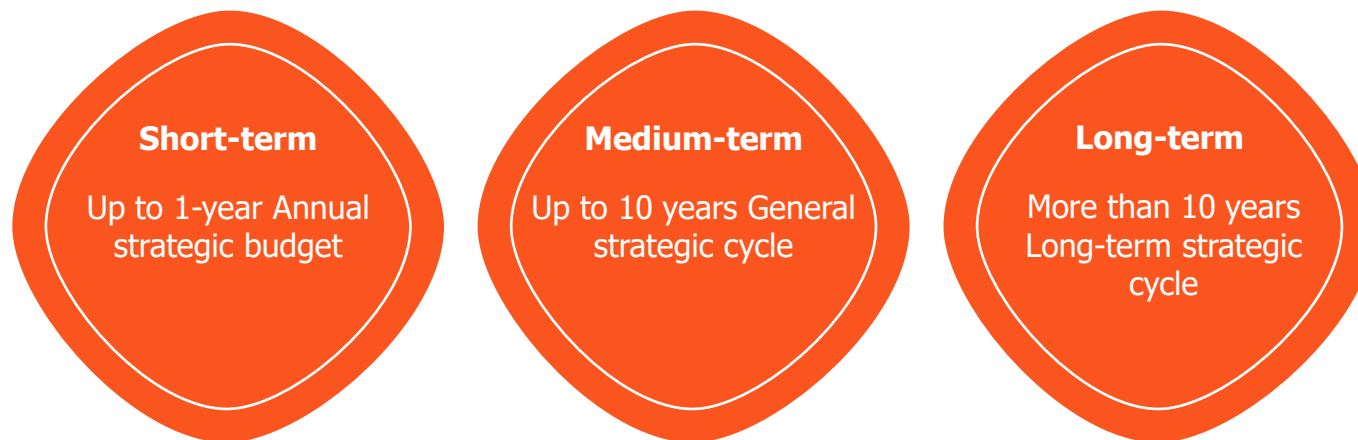 Short-term
Up to 1-year Annual
strategic budget
Medium-term
Up to 10 years General
strategic cycle
Long-term
More than 10 years
Long-term strategic
cycle